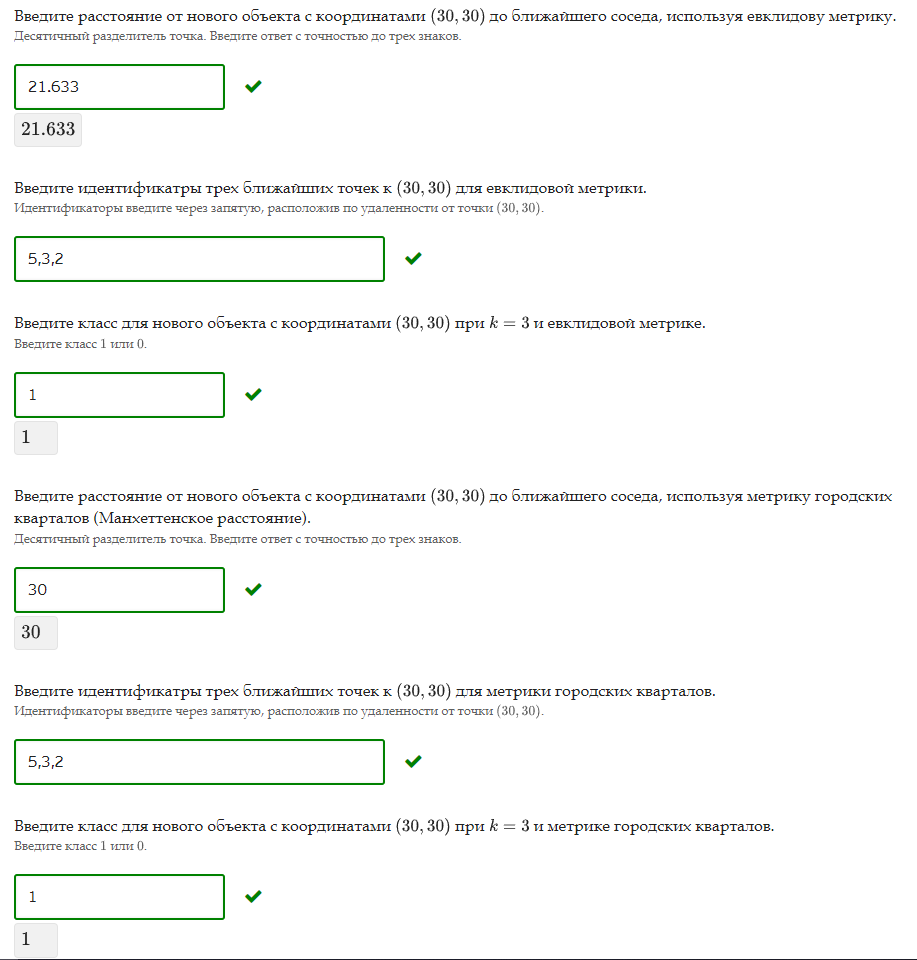 Введите расстояние от нового объекта с координатами (30, 30) до ближайшего соседа, используя евклидову метрику.
Десятичный разделитель точка. Введите ответ с точностью до трех знаков.
21.633
21.633
Введите идентификатры трех ближайших точек к (30, 30) для евклидовой метрики.
Идентификаторы введите через запятую, расположив по удаленности от точки (30, 30).
5,3,2
Введите класс для нового объекта с координатами (30, 30) при k = 3 и евклидовой метрике.
Введите класс 1 или 0.
1
1
Введите расстояние от нового объекта с координатами (30, 30) до ближайшего соседа, используя метрику городских
кварталов (Манхеттенское расстояние).
Десятичный разделитель точка. Введите ответ с точностью до трех знаков.
30
30
Введите идентификатры трех ближайших точек к (30, 30) для метрики городских кварталов.
Идентификаторы введите через запятую, расположив по удаленности от точки (30, 30).
5,3,2
Введите класс для нового объекта с координатами (30, 30) при k = 3 и метрике городских кварталов.
Введите класс 1 или 0.
1
1